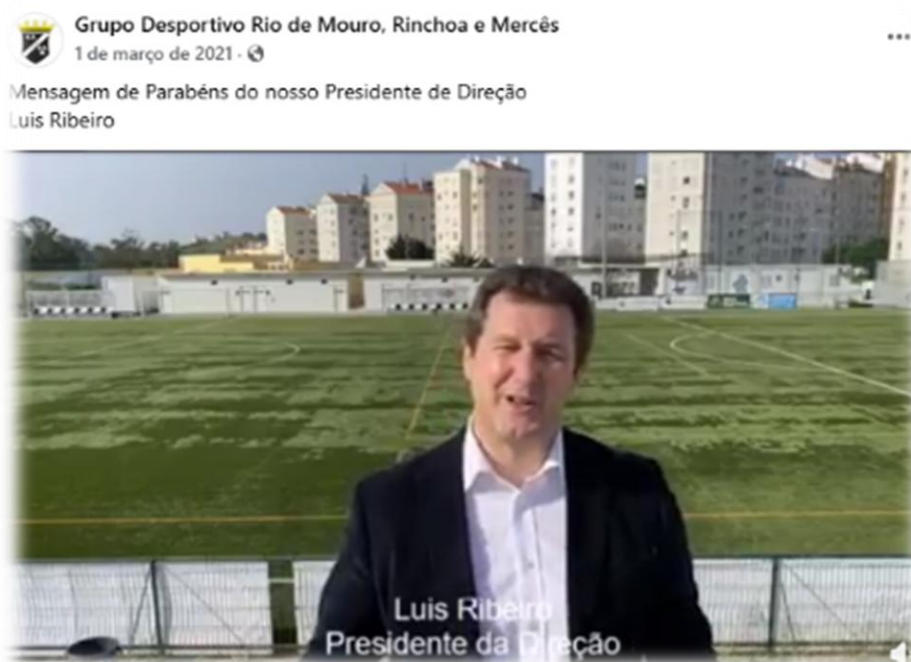 Grupo Desportivo Rio de Mouro, Rinchoa e Mercês
1 de março de 2021 ·
Mensagem de Parabéns do nosso Presidente de Direção
Luis Ribeiro
Luis Ribeiro
Presidente da Direção